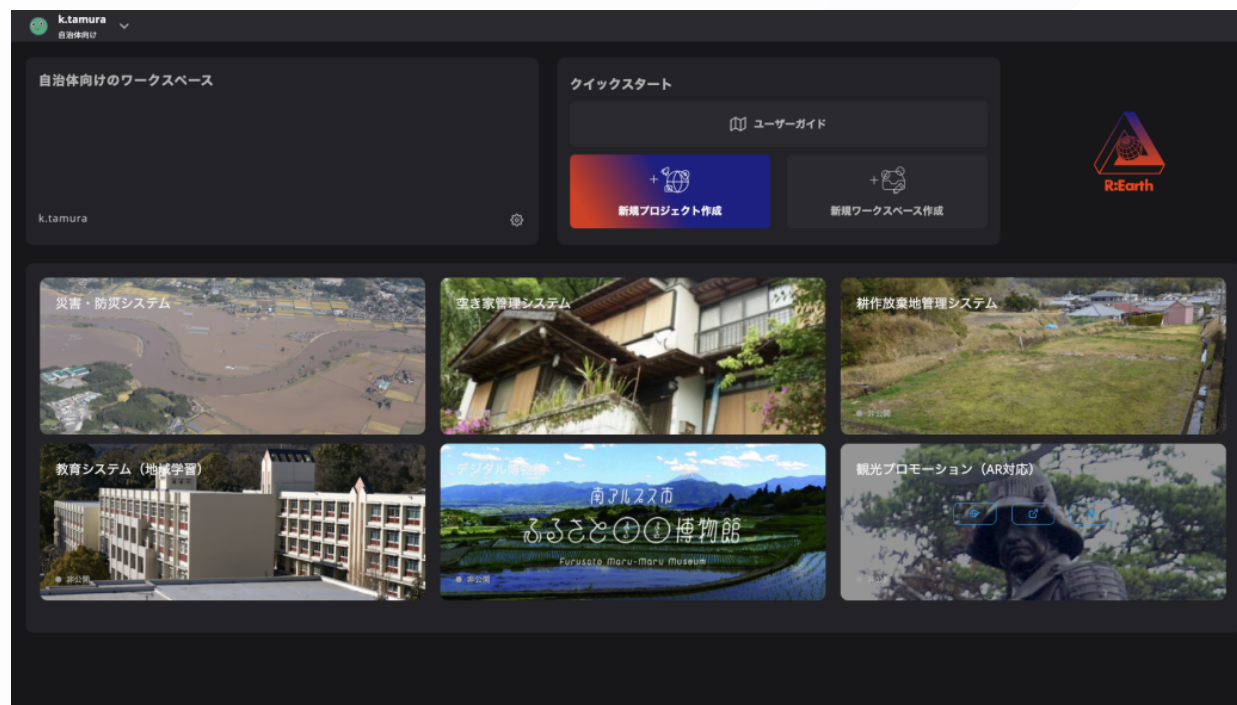 k.tamura
自治体向け
自治体向けのワークスペース
k.tamura
クイックスタート
ユーザーガイド
+
新規プロジェクト作成
+
新規ワークスペース作成
R:Earth
災害・防災システム
空き家管理システム
耕作放棄地管理システム
非公開
教育システム（地域学習）
非公開
デジタル博物館
南アルプス市
ふるさと○○博物館
Furusato Maru-Maru Museum
非公開
観光プロモーション（AR対応）